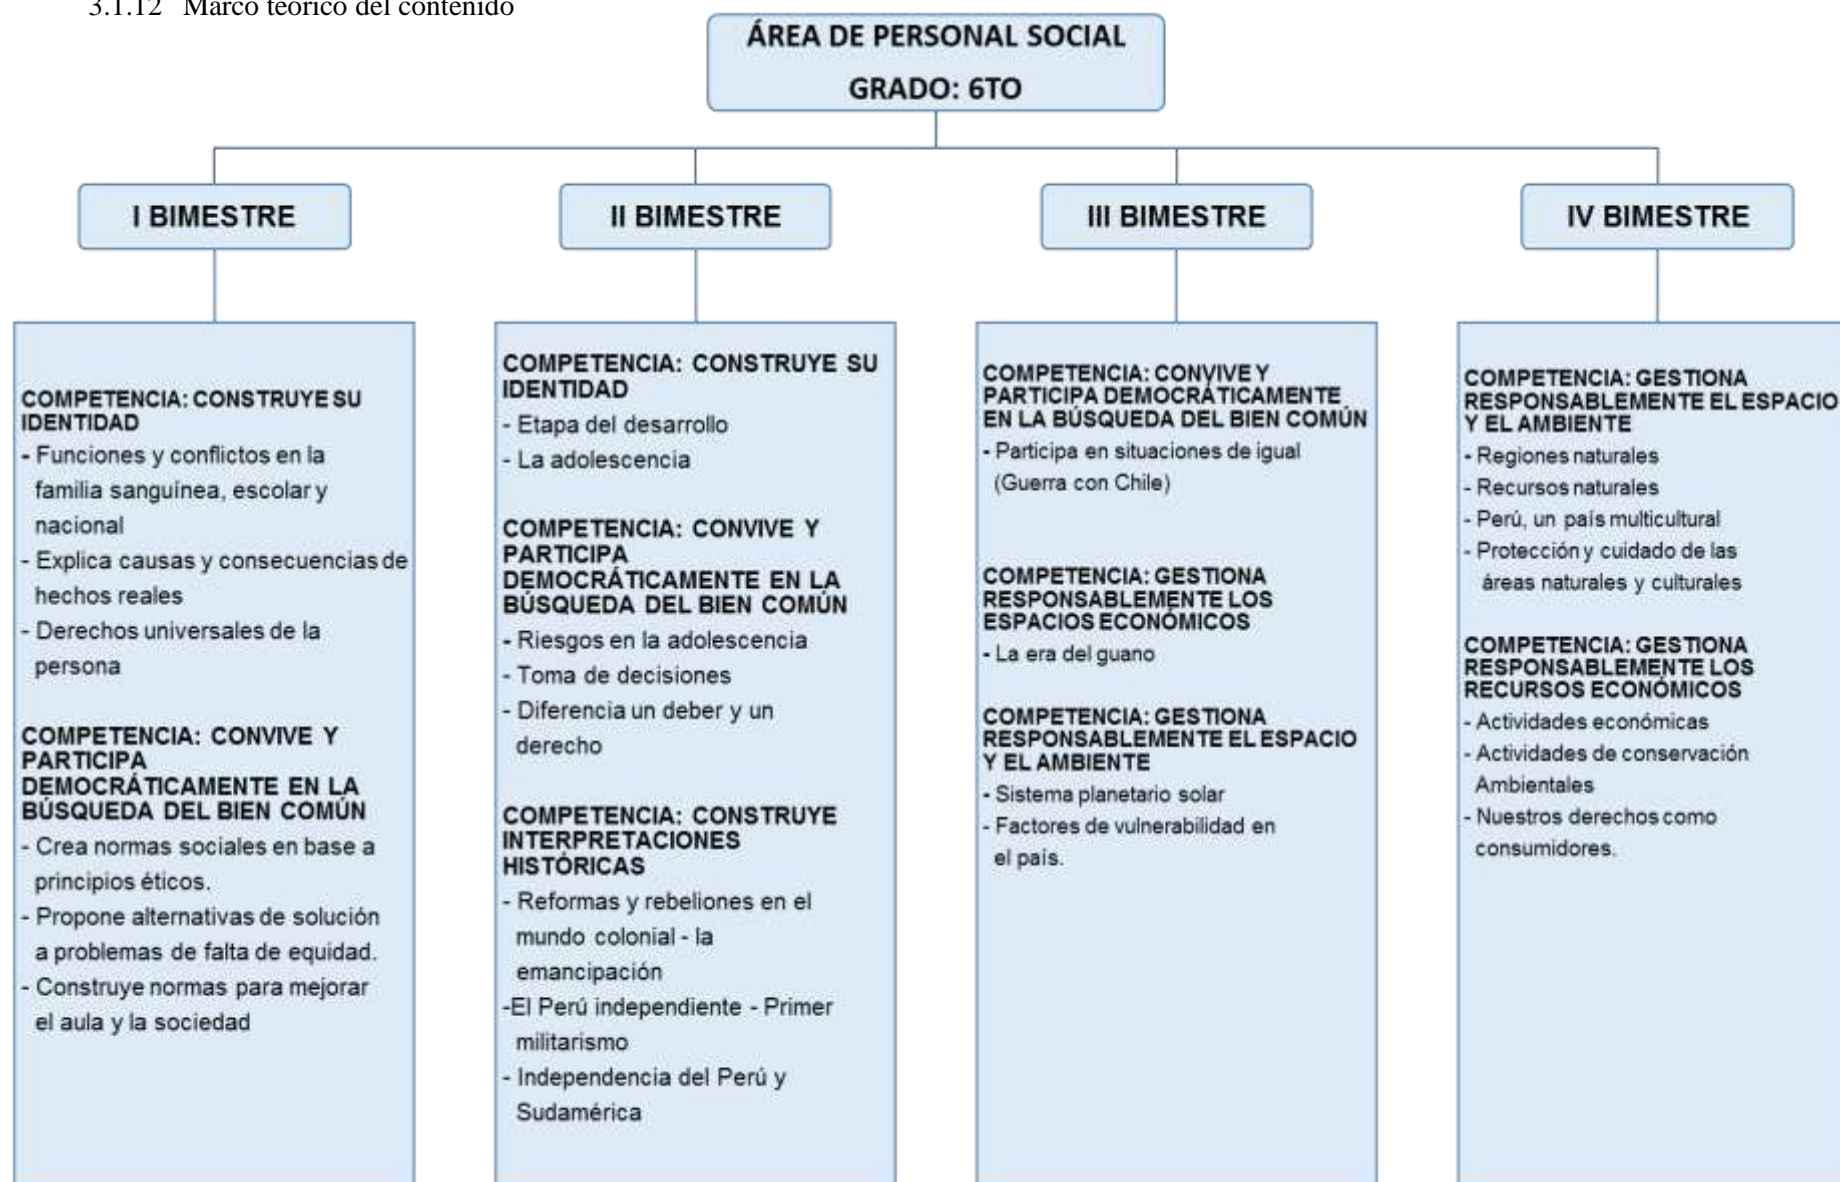 3.1.12 Marco teórico del contenido
ÁREA DE PERSONAL SOCIAL
GRADO: 6TO
I BIMESTRE
COMPETENCIA: CONSTRUYE SU
IDENTIDAD
- Funciones y conflictos en la
familia sanguínea, escolar y
nacional
- Explica causas y consecuencias de
hechos reales
- Derechos universales de la
persona
COMPETENCIA: CONVIVE Y
PARTICIPA
DEMOCRÁTICAMENTE EN LA
BÚSQUEDA DEL BIEN COMÚN
- Crea normas sociales en base a
principios éticos.
- Propone alternativas de solución
a problemas de falta de equidad.
- Construye normas para mejorar
el aula y la sociedad
II BIMESTRE
COMPETENCIA: CONSTRUYE SU
IDENTIDAD
- Etapa del desarrollo
- La adolescencia
COMPETENCIA: CONVIVE Y
PARTICIPA
DEMOCRÁTICAMENTE EN LA
BÚSQUEDA DEL BIEN COMÚN
- Riesgos en la adolescencia
- Toma de decisiones
- Diferencia un deber y un
derecho
COMPETENCIA: CONSTRUYE
INTERPRETACIONES
HISTÓRICAS
- Reformas y rebeliones en el
mundo colonial - la
emancipación
-El Perú independiente - Primer
militarismo
- Independencia del Perú y
Sudamérica
III BIMESTRE
COMPETENCIA: CONVIVE Y
PARTICIPA DEMOCRÁTICAMENTE
EN LA BÚSQUEDA DEL BIEN COMÚN
- Participa en situaciones de igual
(Guerra con Chile)
COMPETENCIA: GESTIONA
RESPONSABLEMENTE LOS
ESPACIOS ECONÓMICOS
- La era del guano
COMPETENCIA: GESTIONA
RESPONSABLEMENTE EL ESPACIO
Y EL AMBIENTE
- Sistema planetario solar
- Factores de vulnerabilidad en
el país.
IV BIMESTRE
COMPETENCIA: GESTIONA
RESPONSABLEMENTE EL ESPACIO
Y EL AMBIENTE
- Regiones naturales
- Recursos naturales
- Perú, un país multicultural
- Protección y cuidado de las
áreas naturales y culturales
COMPETENCIA: GESTIONA
RESPONSABLEMENTE LOS
RECURSOS ECONÓMICOS
- Actividades económicas
- Actividades de conservación
Ambientales
- Nuestros derechos como
consumidores.